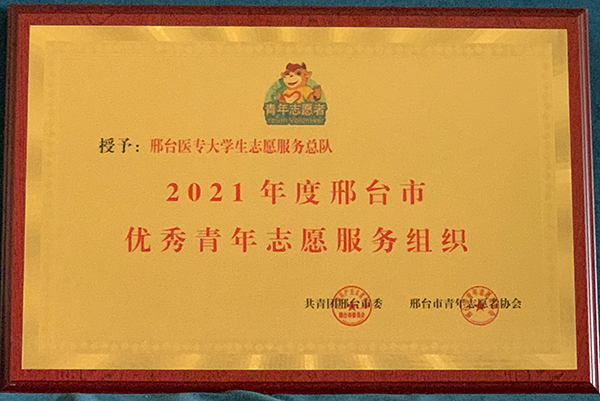 青年志愿者
Youth Volunteer
授予：邢台医专大学生志愿服务总队
2021年度邢台市
优秀青年志愿服务组织
共青团邢台市委 邢台市青年志愿者协会